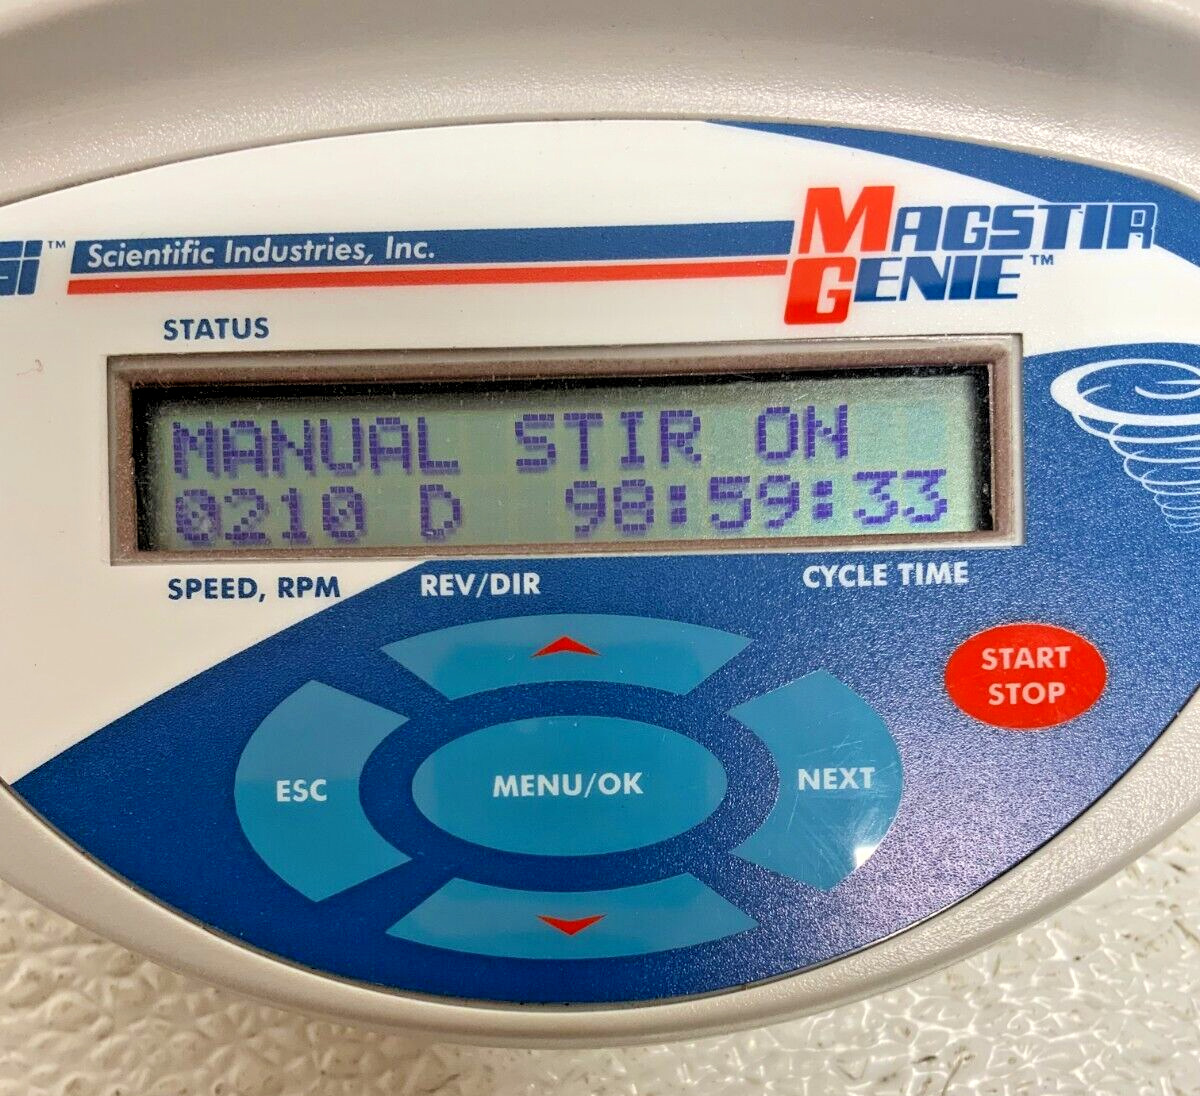 SI™ Scientific Industries, Inc.
MAGSTIR
GENIE™
STATUS
MANUAL STIR ON
0210 D 98:59:33
SPEED, RPM REV/DIR CYCLE TIME
START
STOP
ESC MENU/OK NEXT